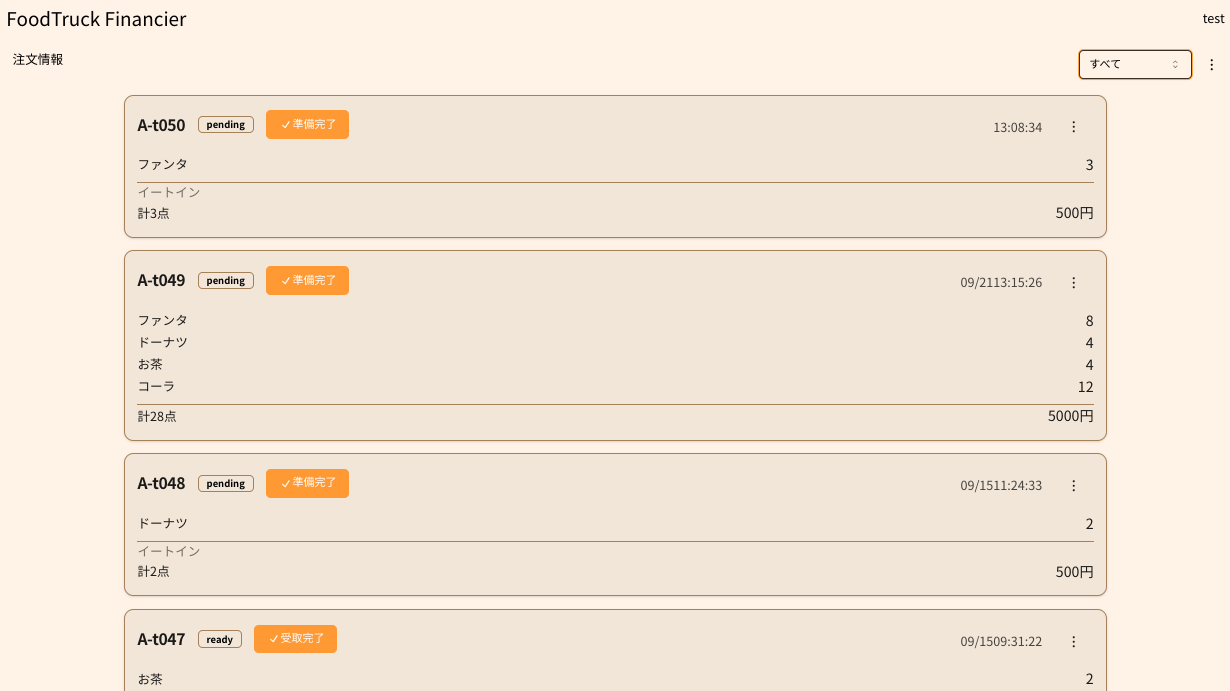 FoodTruck Financier
test
注文情報
すべて
A-t050 pending ✓準備完了 13:08:34
ファンタ 3
イートイン
計3点 500円
A-t049 pending ✓準備完了 09/2113:15:26
ファンタ 8
ドーナツ 4
お茶 4
コーラ 12
計28点 5000円
A-t048 pending ✓準備完了 09/1511:24:33
ドーナツ 2
イートイン
計2点 500円
A-t047 ready ✓受取完了 09/1509:31:22
お茶 2